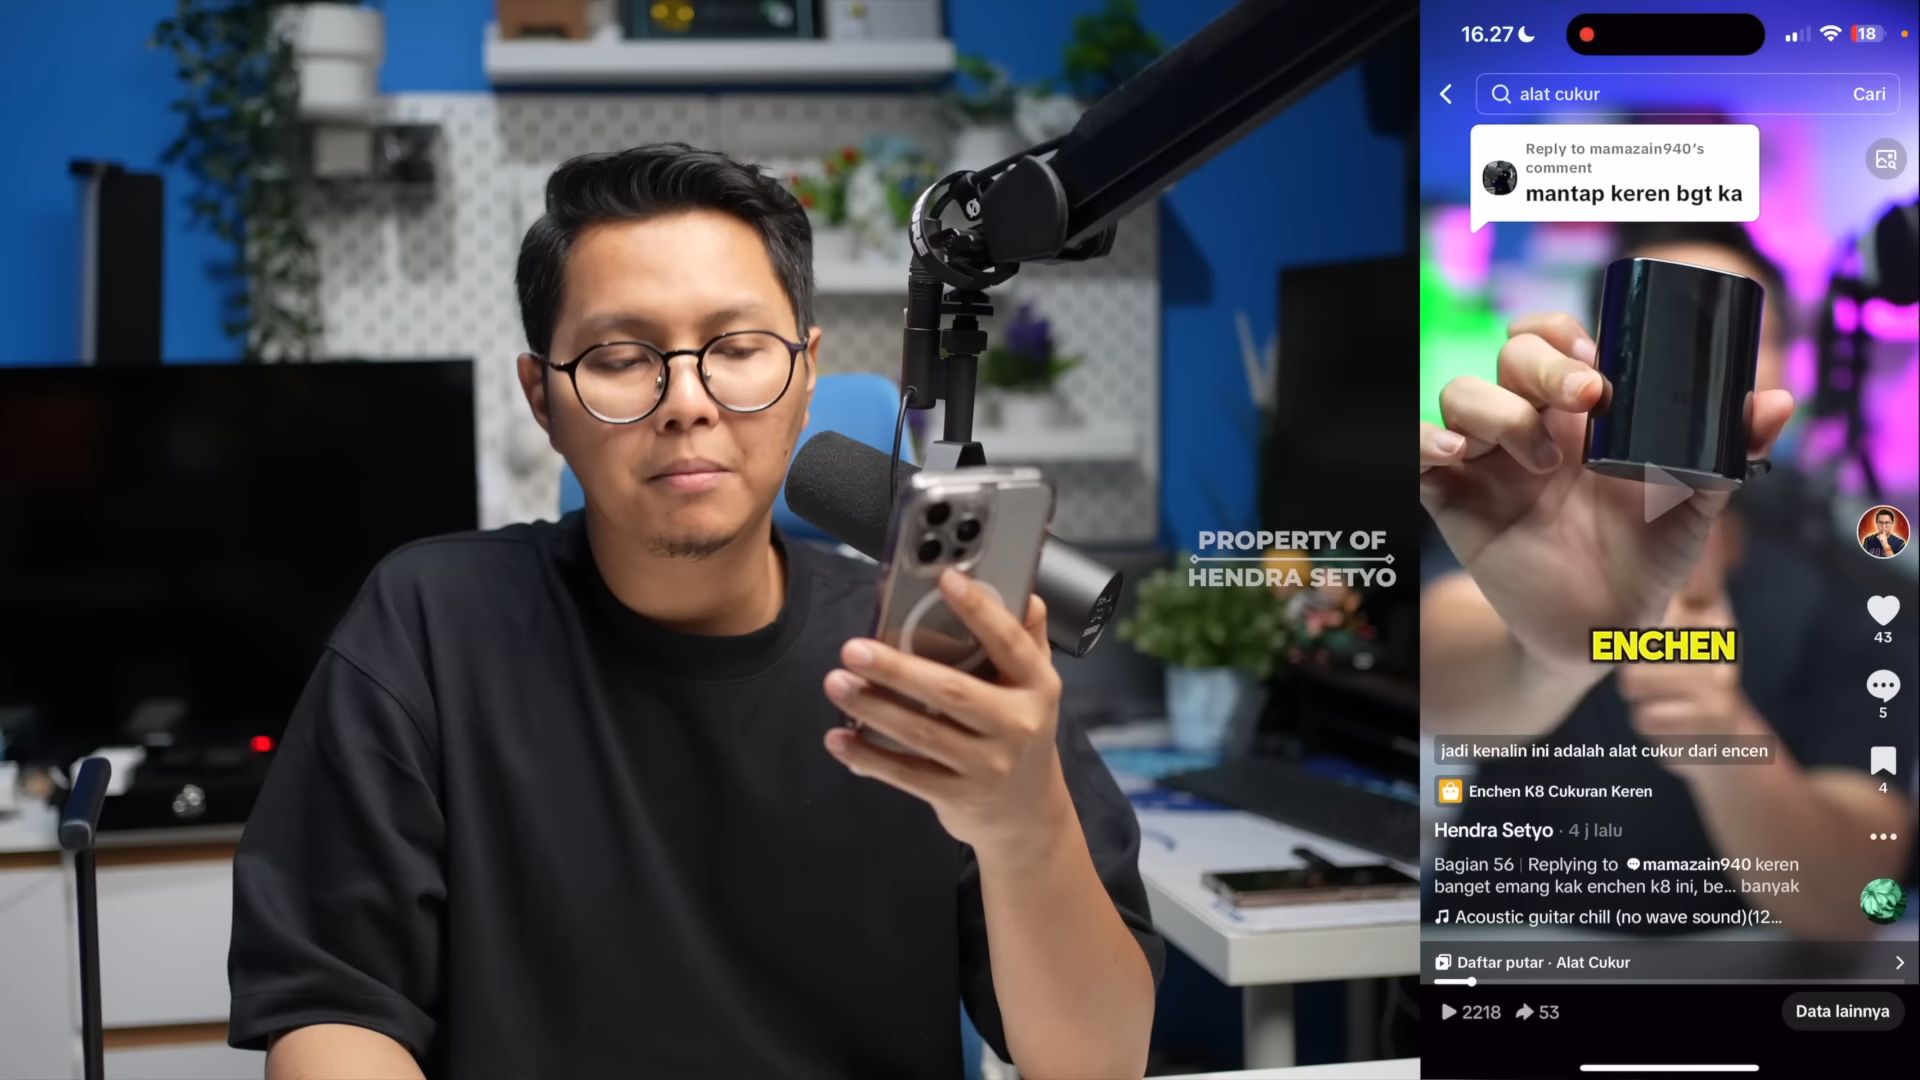 PROPERTY OF
HENDRA SETYO
16.27
18
alat cukur
Cari
Reply to mamazain940's
comment
mantap keren bgt ka
ENCHEN
43
5
4
jadi kenalin ini adalah alat cukur dari encen
Enchen K8 Cukuran Keren
Hendra Setyo · 4 j lalu
Bagian 56 | Replying to mamazain940 keren
banget emang kak enchen k8 ini, be... banyak
Acoustic guitar chill (no wave sound)(12...
Daftar putar · Alat Cukur
2218
53
Data lainnya